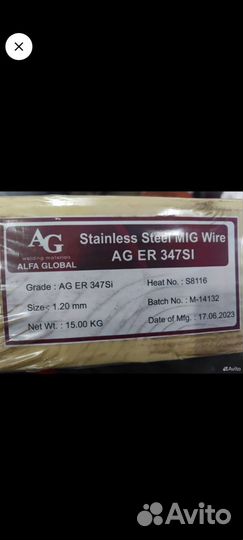 AG
welding materials
ALFA GLOBAL
Stainless Steel MIG Wire
AG ER 347SI
Grade : AG ER 347Si
Heat No. : S8116
Size : 1.20 mm
Batch No. : M-14132
Net Wt. : 15.00 KG
Date of Mfg. : 17.06.2023
Avito
Avito